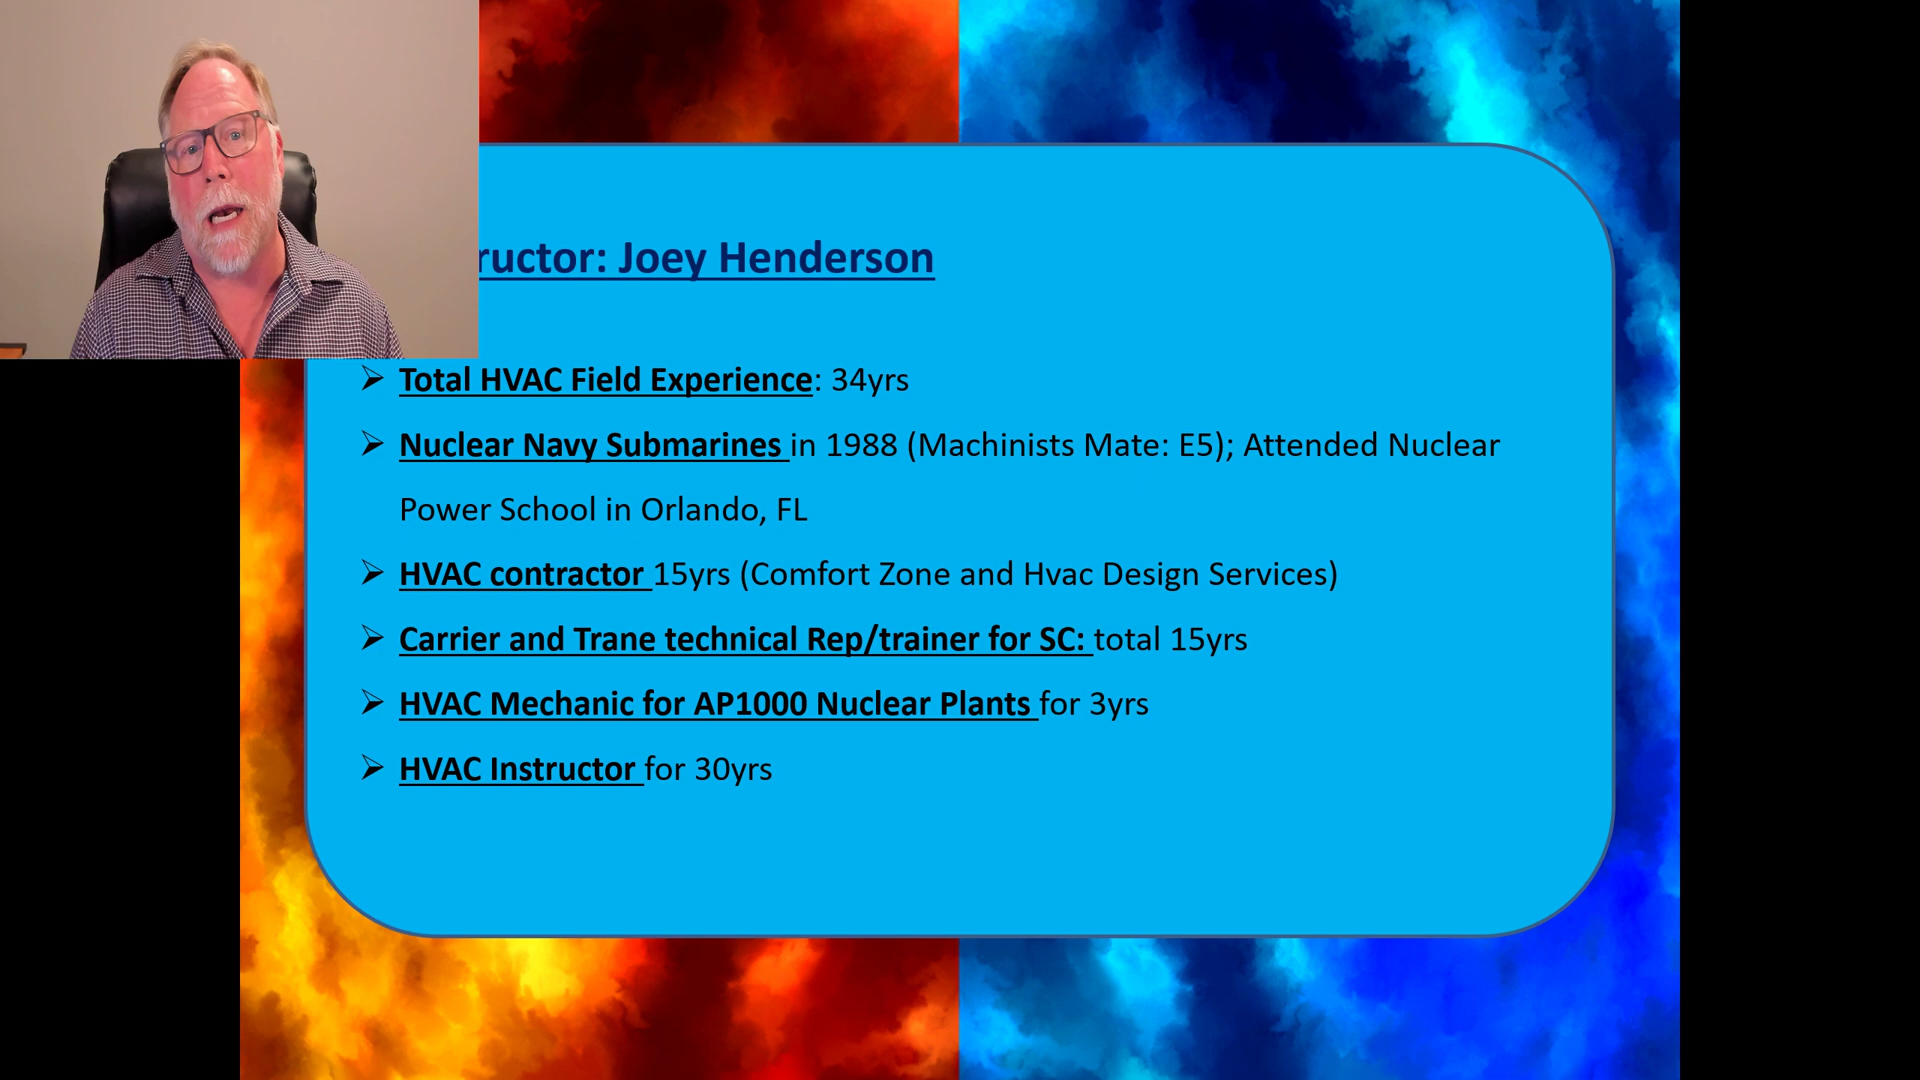 ructor: Joey Henderson
➢ Total HVAC Field Experience: 34yrs
➢ Nuclear Navy Submarines in 1988 (Machinists Mate: E5); Attended Nuclear
Power School in Orlando, FL
➢ HVAC contractor 15yrs (Comfort Zone and Hvac Design Services)
➢ Carrier and Trane technical Rep/trainer for SC: total 15yrs
➢ HVAC Mechanic for AP1000 Nuclear Plants for 3yrs
➢ HVAC Instructor for 30yrs